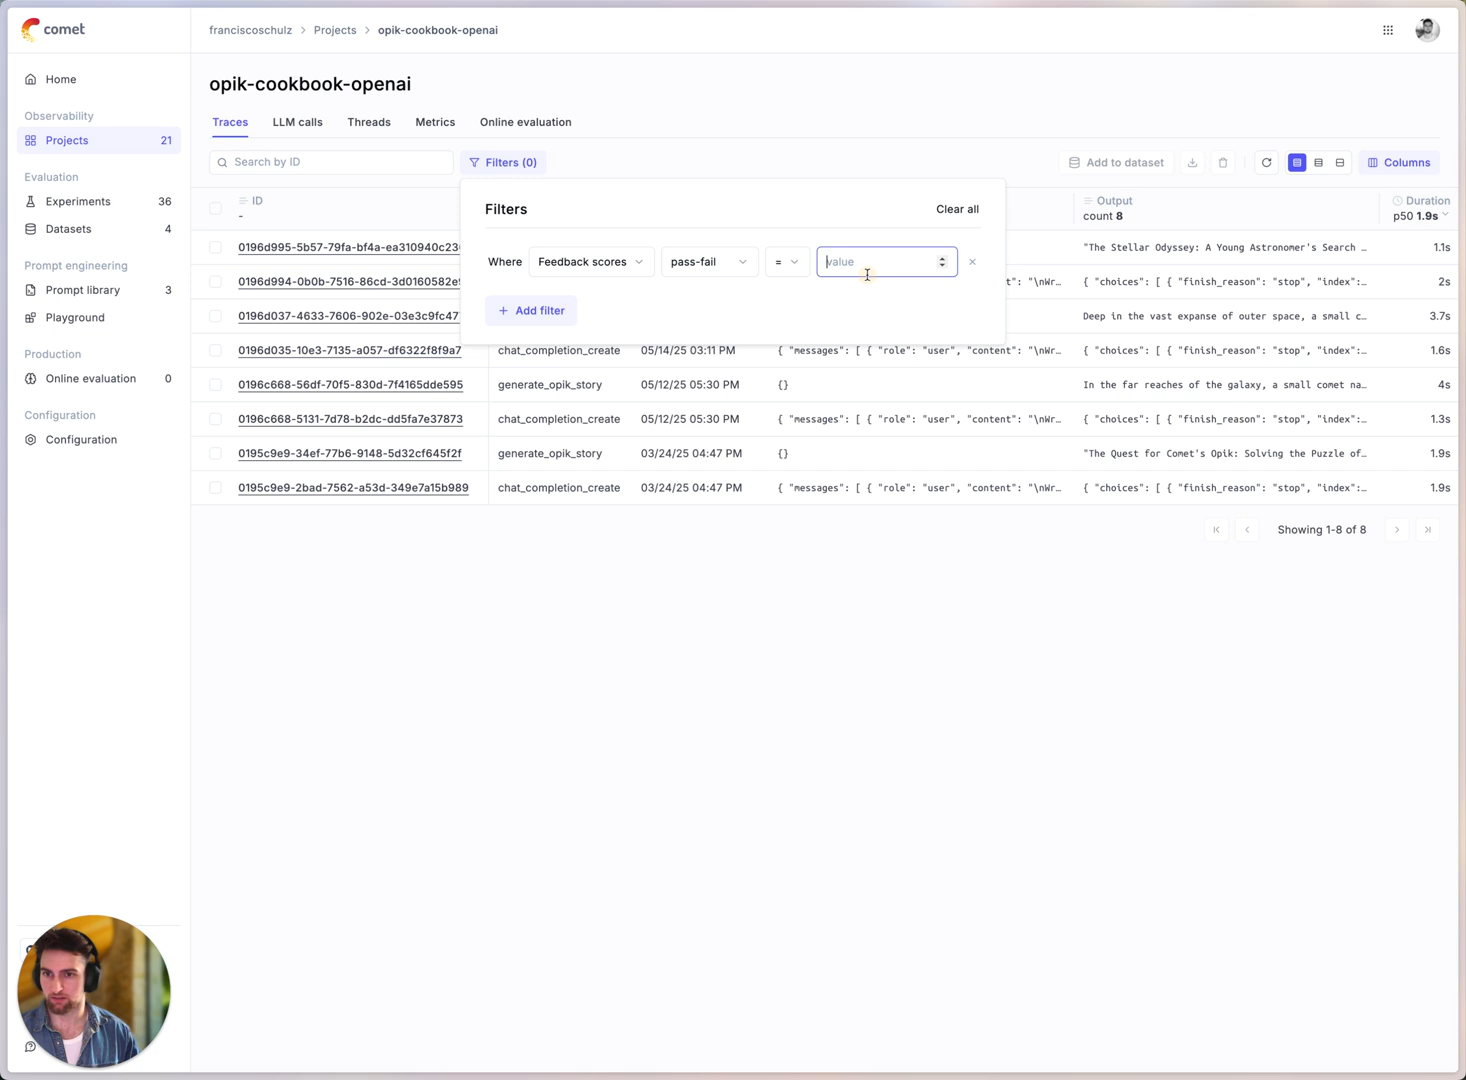 comet
franciscoschulz > Projects > opik-cookbook-openai
Home
Observability
Projects 21
Evaluation
Experiments 36
Datasets 4
Prompt engineering
Prompt library 3
Playground
Production
Online evaluation 0
Configuration
Configuration
opik-cookbook-openai
Traces LLM calls Threads Metrics Online evaluation
Search by ID Filters (0) Add to dataset Columns
ID Output Duration
- count 8 p50 1.9s
Filters Clear all
Where Feedback scores pass-fail = value
+ Add filter
0196d995-5b57-79fa-bf4a-ea310940c23 "The Stellar Odyssey: A Young Astronomer's Search … 1.1s
0196d994-0b0b-7516-86cd-3d0160582e t": "\nWr… { "choices": [ { "finish_reason": "stop", "index":… 2s
0196d037-4633-7606-902e-03e3c9fc47 Deep in the vast expanse of outer space, a small c… 3.7s
0196d035-10e3-7135-a057-df6322f8f9a7 chat_completion_create 05/14/25 03:11 PM { "messages": [ { "role": "user", "content": "\nWr… { "choices": [ { "finish_reason": "stop", "index":… 1.6s
0196c668-56df-70f5-830d-7f4165dde595 generate_opik_story 05/12/25 05:30 PM {} In the far reaches of the galaxy, a small comet na… 4s
0196c668-5131-7d78-b2dc-dd5fa7e37873 chat_completion_create 05/12/25 05:30 PM { "messages": [ { "role": "user", "content": "\nWr… { "choices": [ { "finish_reason": "stop", "index":… 1.3s
0195c9e9-34ef-77b6-9148-5d32cf645f2f generate_opik_story 03/24/25 04:47 PM {} "The Quest for Comet's Opik: Solving the Puzzle of… 1.9s
0195c9e9-2bad-7562-a53d-349e7a15b989 chat_completion_create 03/24/25 04:47 PM { "messages": [ { "role": "user", "content": "\nWr… { "choices": [ { "finish_reason": "stop", "index":… 1.9s
Showing 1-8 of 8